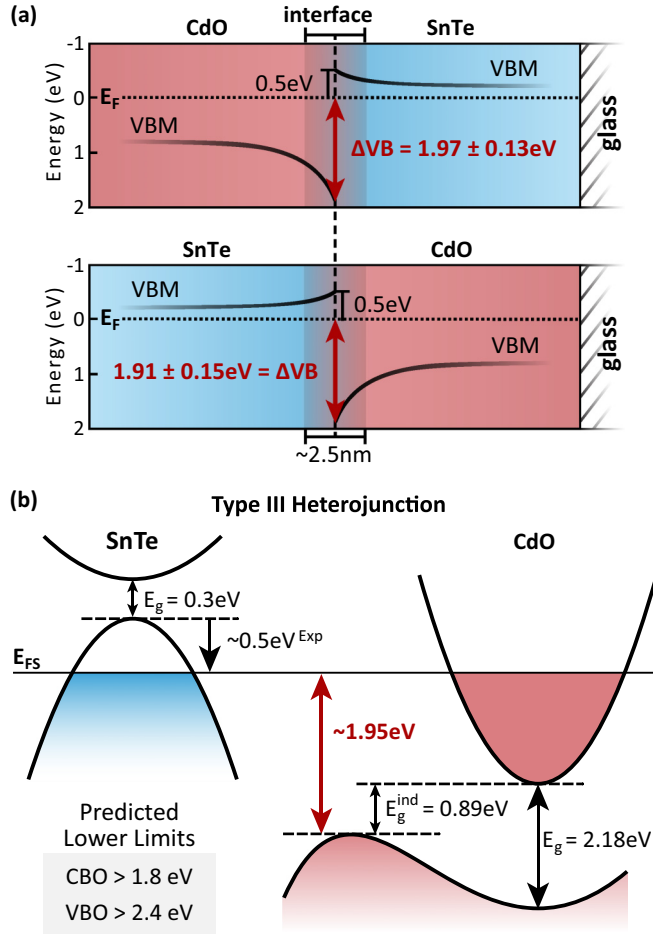 (a)
interface
CdO
SnTe
Energy (eV)
-1
0
1
2
E_F
VBM
0.5eV
VBM
ΔVB = 1.97 ± 0.13eV
glass
SnTe
CdO
Energy (eV)
-1
0
1
2
VBM
E_F
0.5eV
VBM
1.91 ± 0.15eV = ΔVB
glass
~2.5nm
(b)
Type III Heterojunction
SnTe
CdO
E_g = 0.3eV
~0.5eV^Exp
E_FS
~1.95eV
E_g^ind = 0.89eV
E_g = 2.18eV
Predicted
Lower Limits
CBO > 1.8 eV
VBO > 2.4 eV